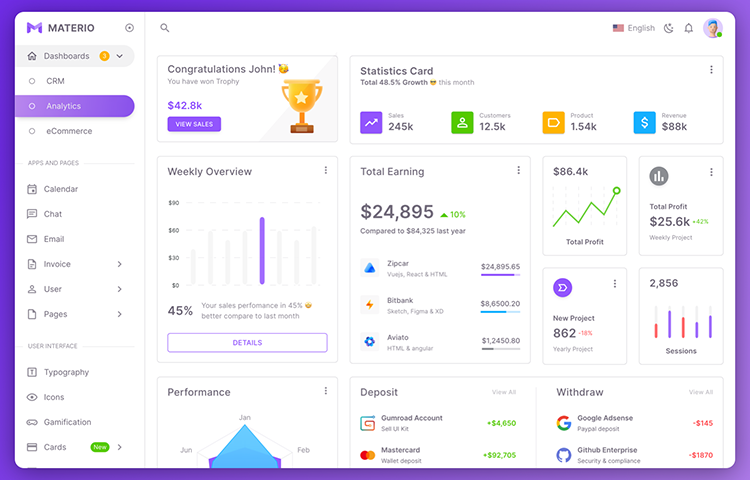 MATERIO
English
Dashboards
3
CRM
Analytics
eCommerce
APPS AND PAGES
Calendar
Chat
Email
Invoice
User
Pages
USER INTERFACE
Typography
Icons
Gamification
Cards
New
Congratulations John! 🥳
You have won Trophy
$42.8k
VIEW SALES
Statistics Card
Total 48.5% Growth 😎 this month
Sales
245k
Customers
12.5k
Product
1.54k
Revenue
$88k
Weekly Overview
$90
$60
$30
$0
45%
Your sales perfomance in 45% 🤩
better compare to last month
DETAILS
Total Earning
$24,895
10%
Compared to $84,325 last year
Zipcar
Vuejs, React & HTML
$24,895.65
Bitbank
Sketch, Figma & XD
$8,6500.20
Aviato
HTML & angular
$1,2450.80
$86.4k
Total Profit
Total Profit
$25.6k
+42%
Weekly Project
New Project
862
-18%
Yearly Project
2,856
Sessions
Performance
Jan
Jun
Feb
Deposit
View All
Gumroad Account
Sell UI Kit
+$4,650
Mastercard
Wallet deposit
+$92,705
Withdraw
View All
Google Adsense
Paypal deposit
-$145
Github Enterprise
Security & compliance
-$1870